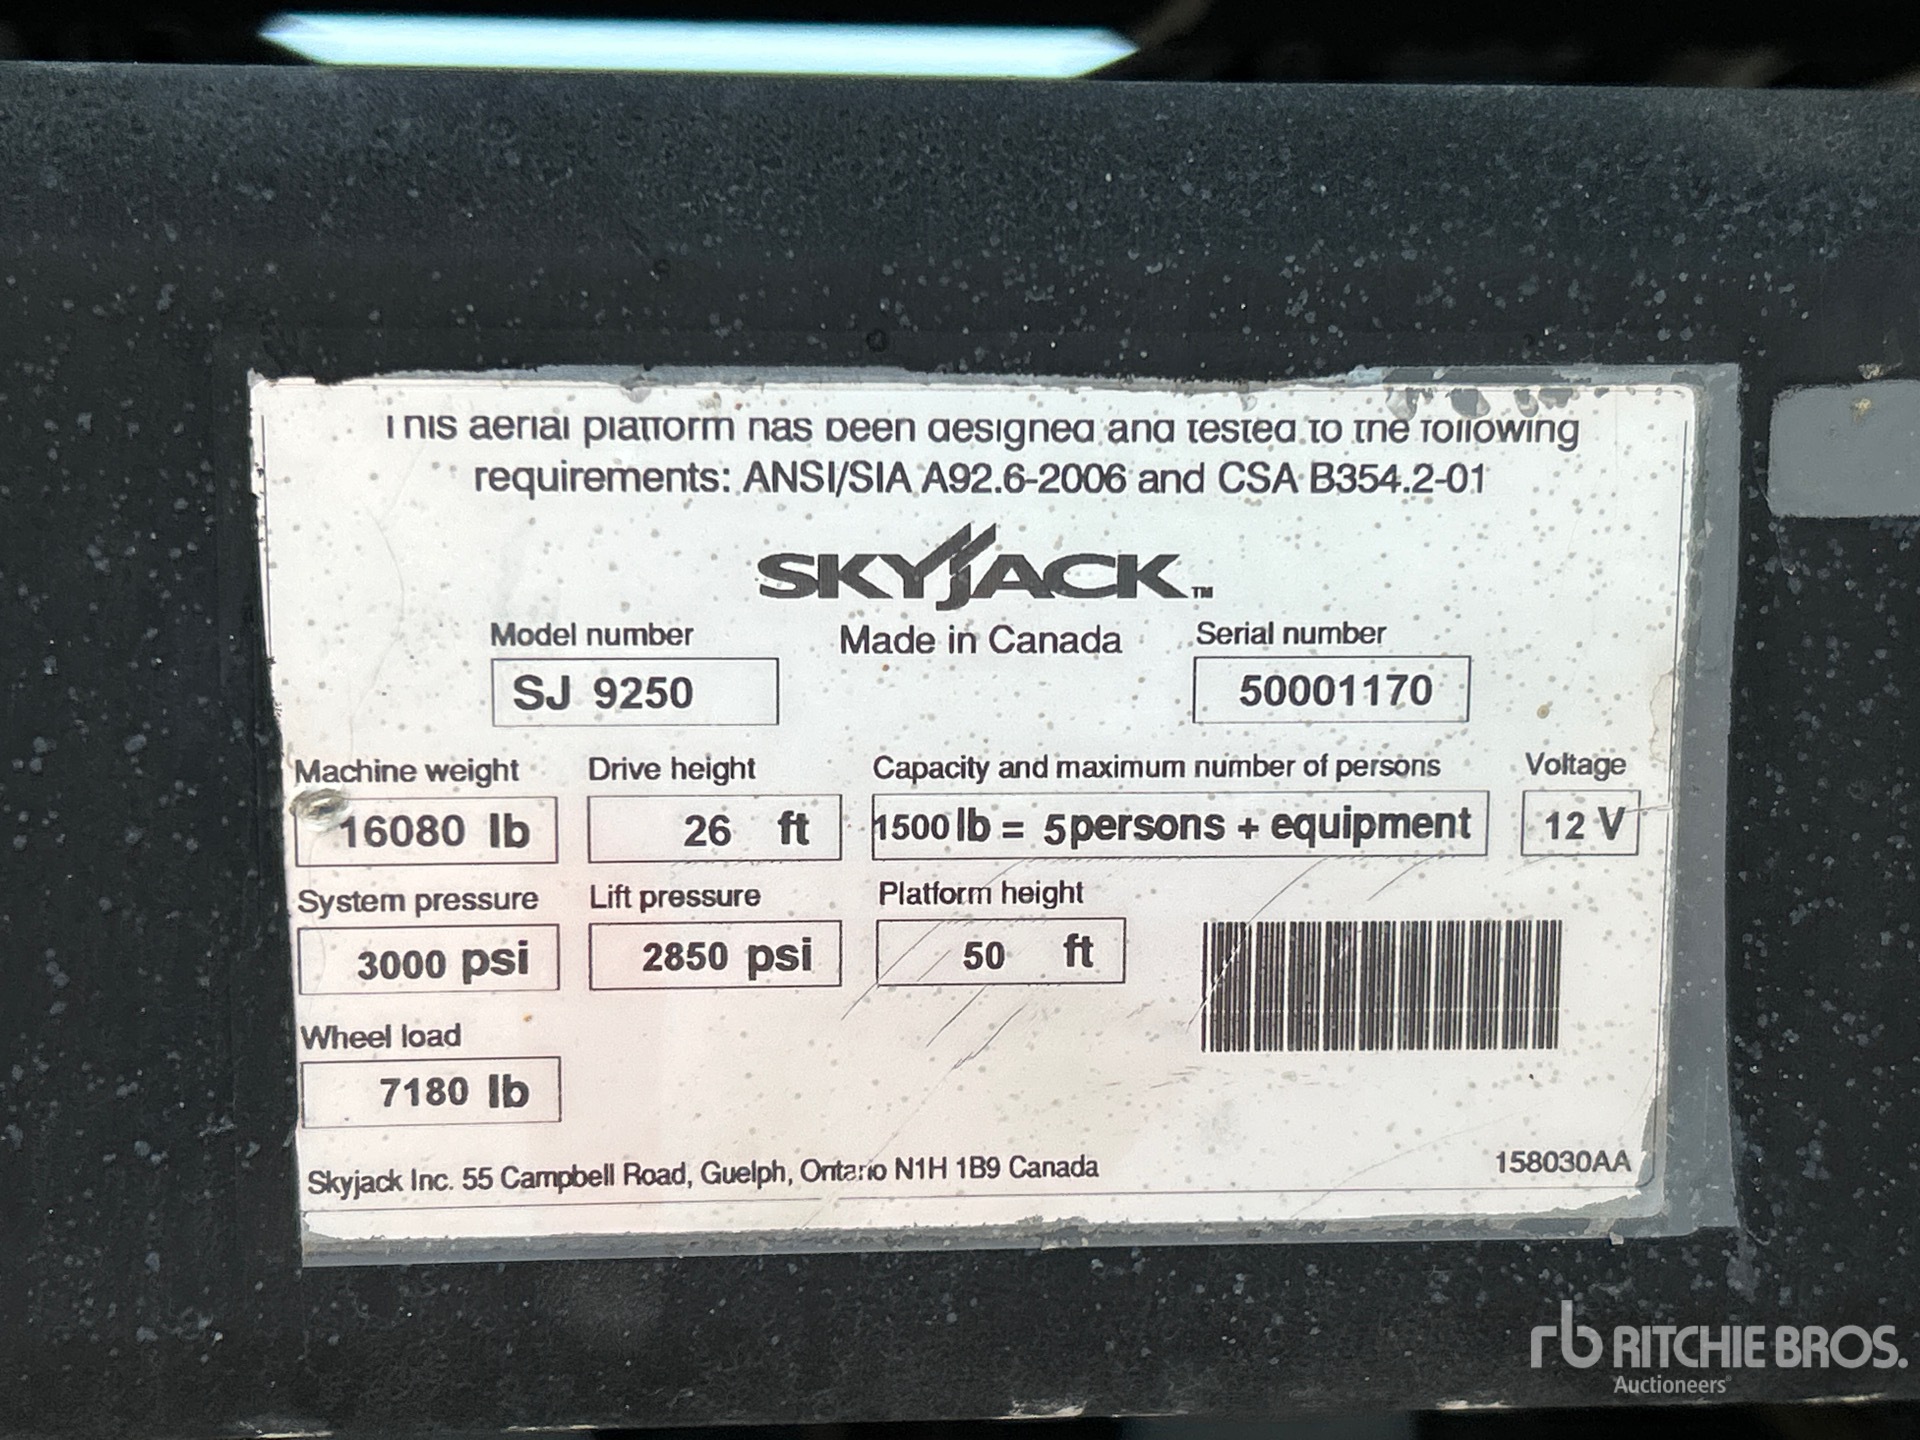 This aerial platform has been designed and tested to the following
requirements: ANSI/SIA A92.6-2006 and CSA B354.2-01
SKYJACK™
Model number Made in Canada Serial number
SJ 9250 50001170
Machine weight Drive height Capacity and maximum number of persons Voltage
16080 lb 26 ft 1500 lb = 5 persons + equipment 12 V
System pressure Lift pressure Platform height
3000 psi 2850 psi 50 ft
Wheel load
7180 lb
Skyjack Inc. 55 Campbell Road, Guelph, Ontario N1H 1B9 Canada 158030AA
rb RITCHIE BROS.
Auctioneers